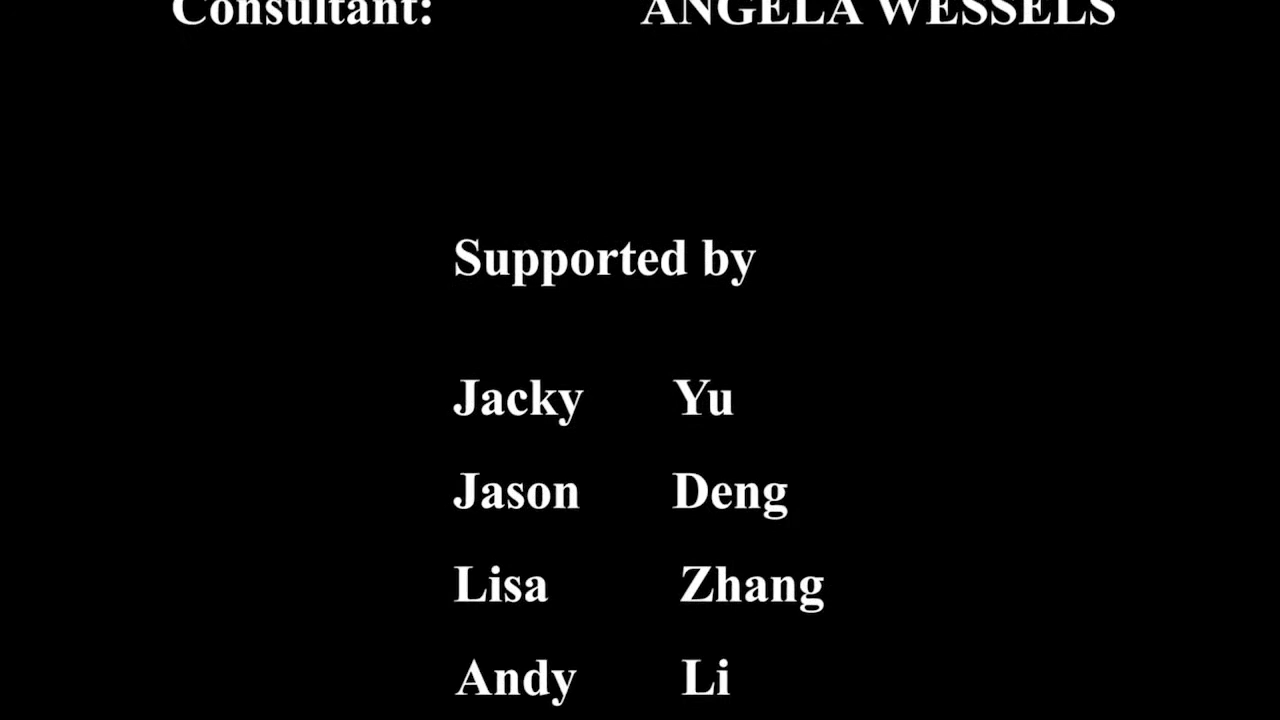 Consultant: ANGELA WESSELS
Supported by
Jacky Yu
Jason Deng
Lisa Zhang
Andy Li